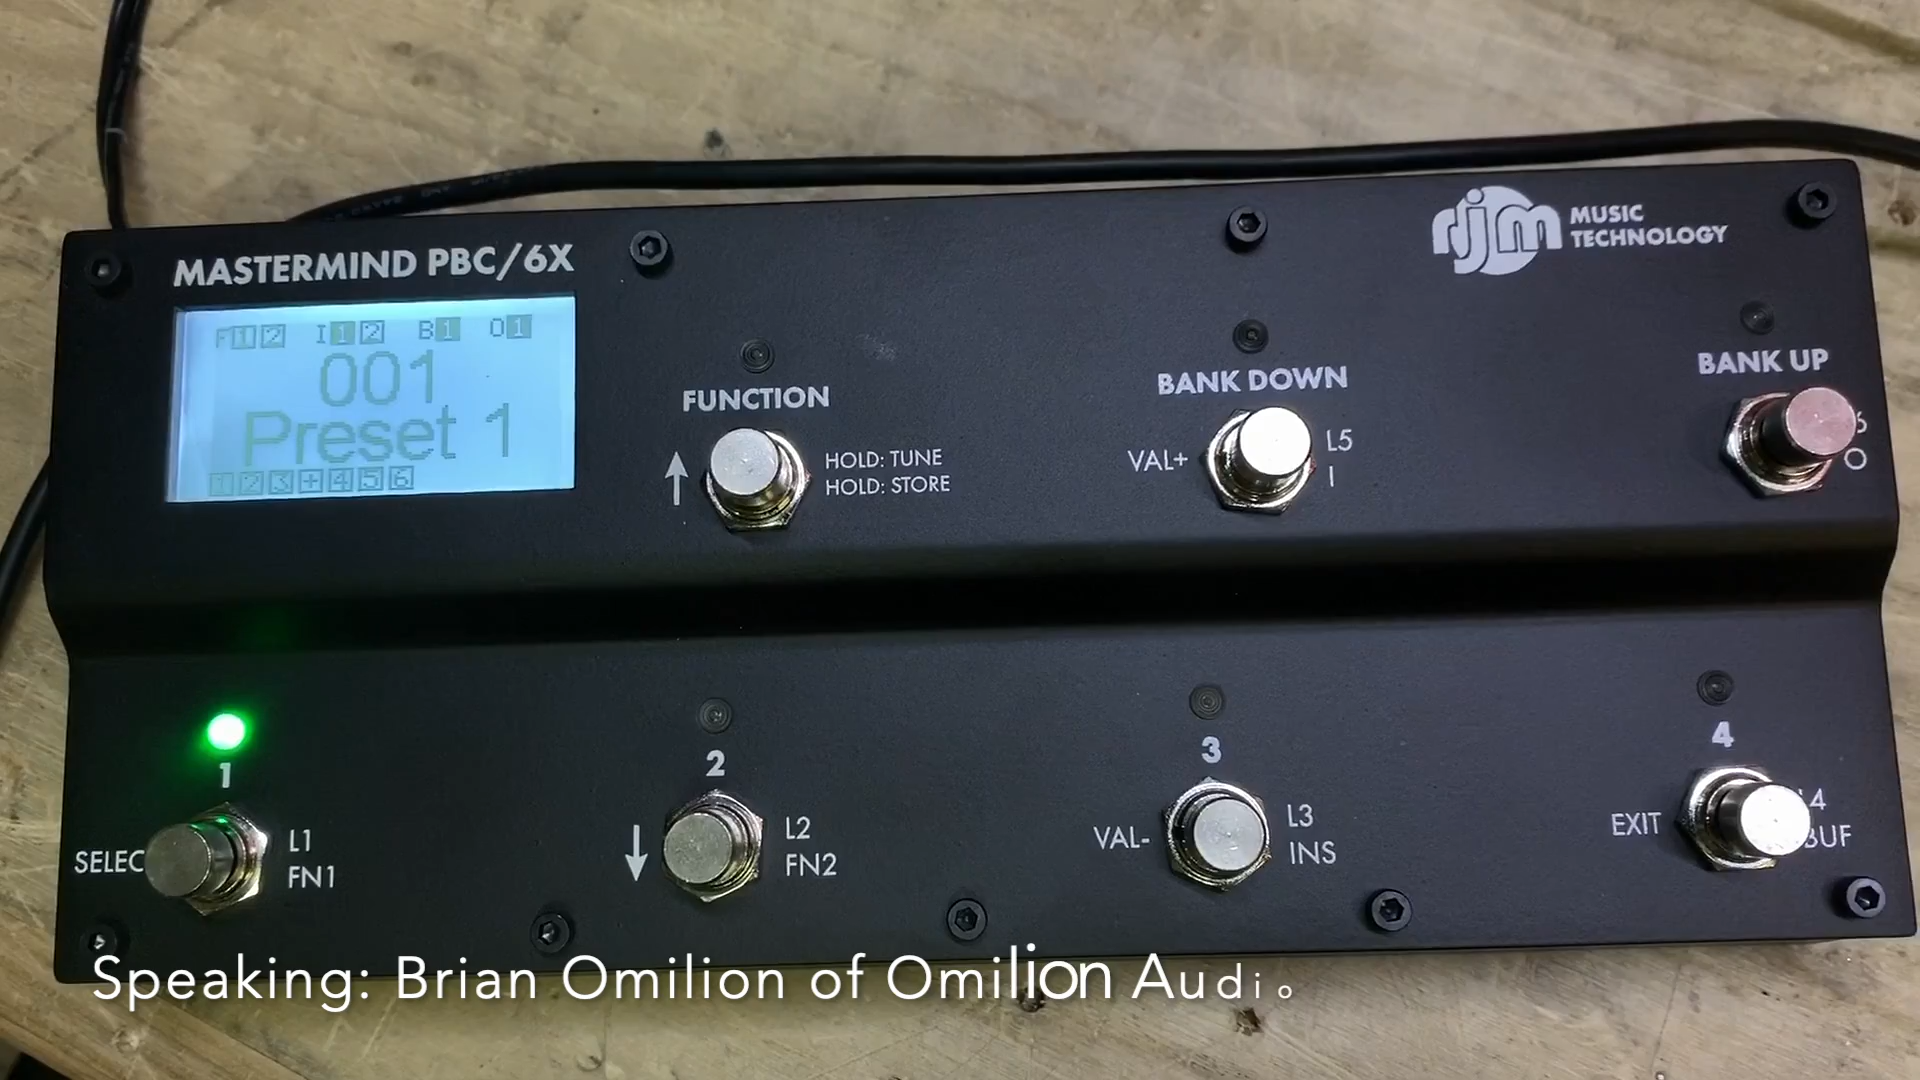 MASTERMIND PBC/6X
rjm MUSIC
TECHNOLOGY
F12 I12 B1 O1
001
Preset 1
123+456
FUNCTION
HOLD: TUNE
HOLD: STORE
BANK DOWN
VAL+
L5
I
BANK UP
O
1
L1
FN1
2
L2
FN2
3
VAL-
L3
INS
4
EXIT
BUF
Speaking: Brian Omilion of Omilion Audio